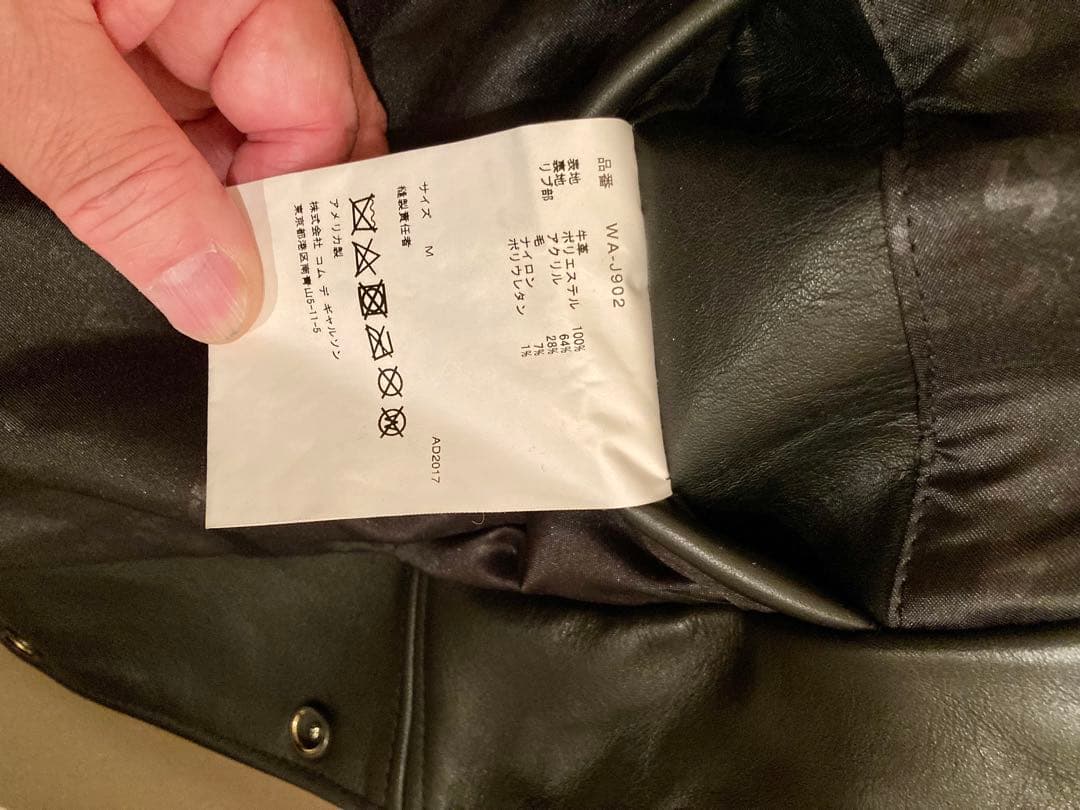 品番 WA-J902
表地 牛革
裏地 ポリエステル 100%
リブ部 アクリル 64%
毛 28%
ナイロン 7%
ポリウレタン 1%
サイズ M
縫製責任者
AD2017
アメリカ製
株式会社 コム デ ギャルソン
東京都港区南青山5-11-5